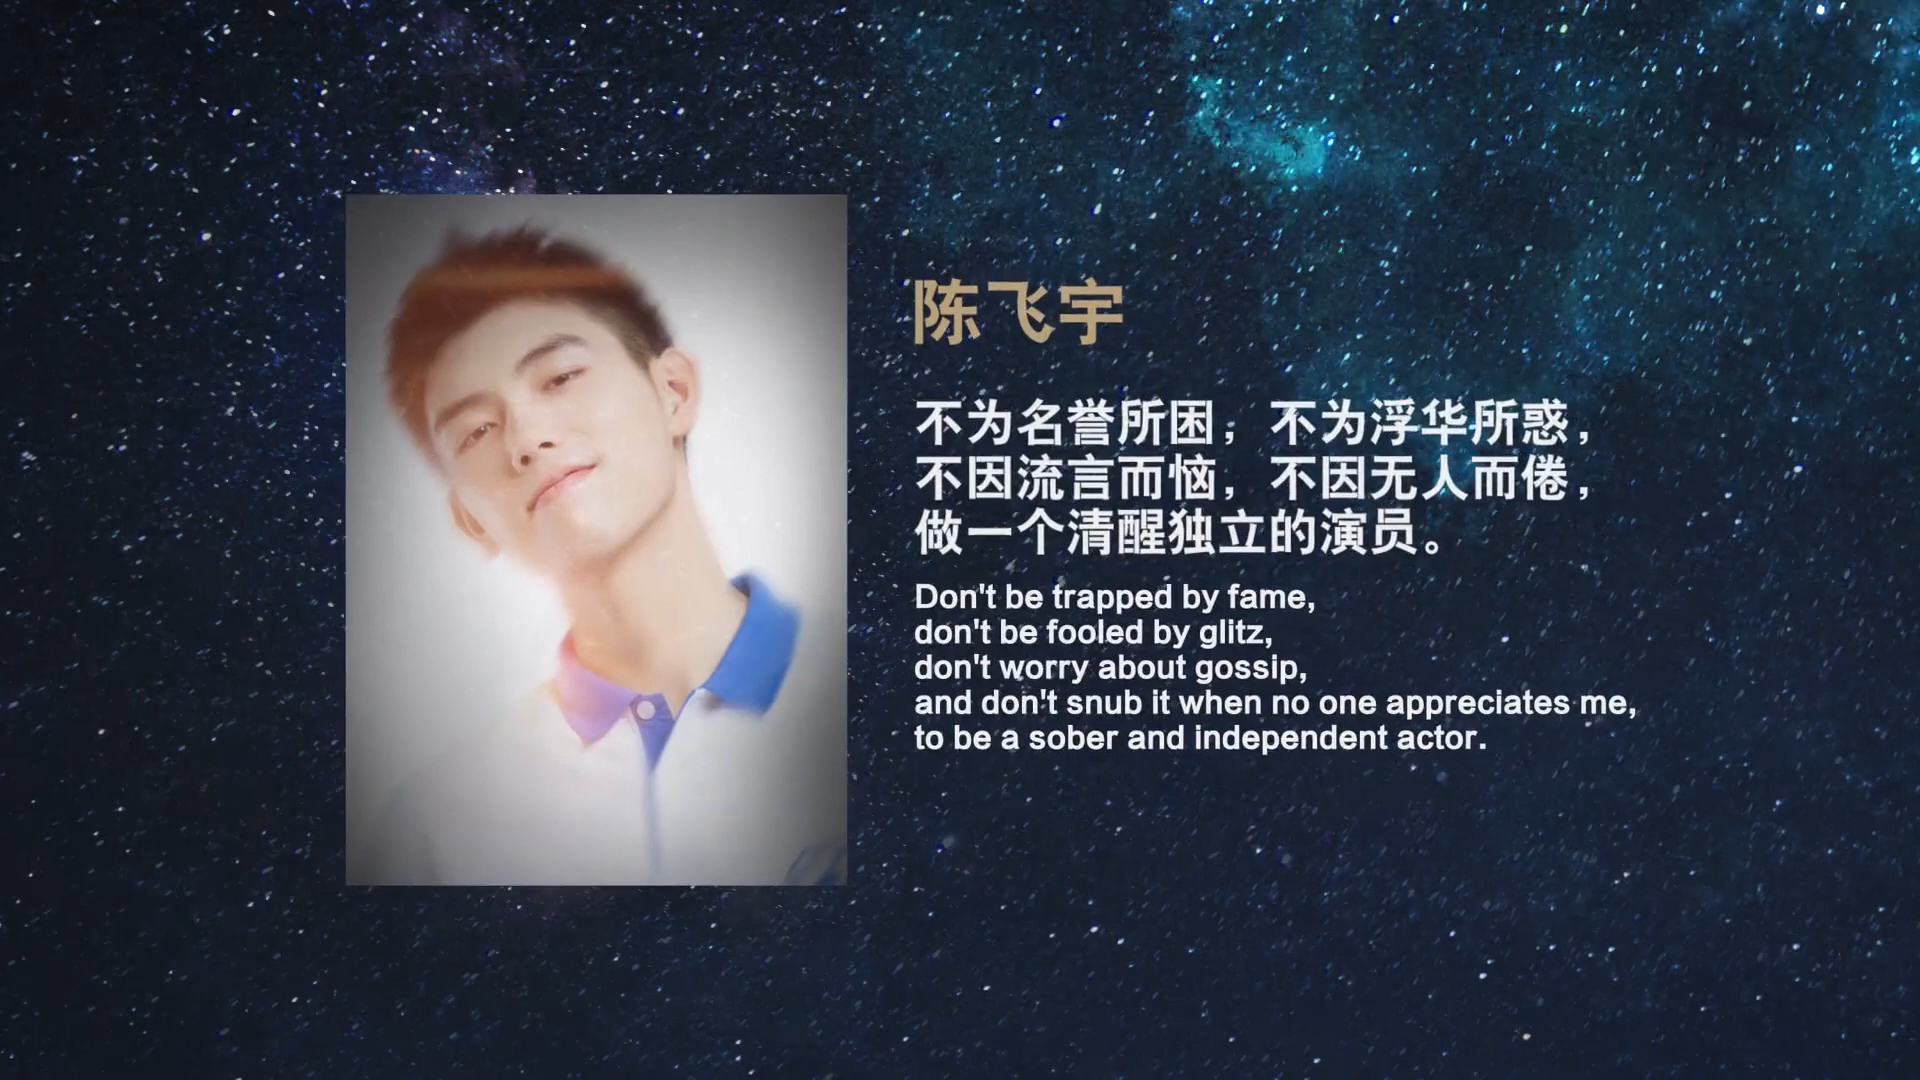 陈飞宇
不为名誉所困，不为浮华所惑，
不因流言而恼，不因无人而倦，
做一个清醒独立的演员。
Don't be trapped by fame,
don't be fooled by glitz,
don't worry about gossip,
and don't snub it when no one appreciates me,
to be a sober and independent actor.